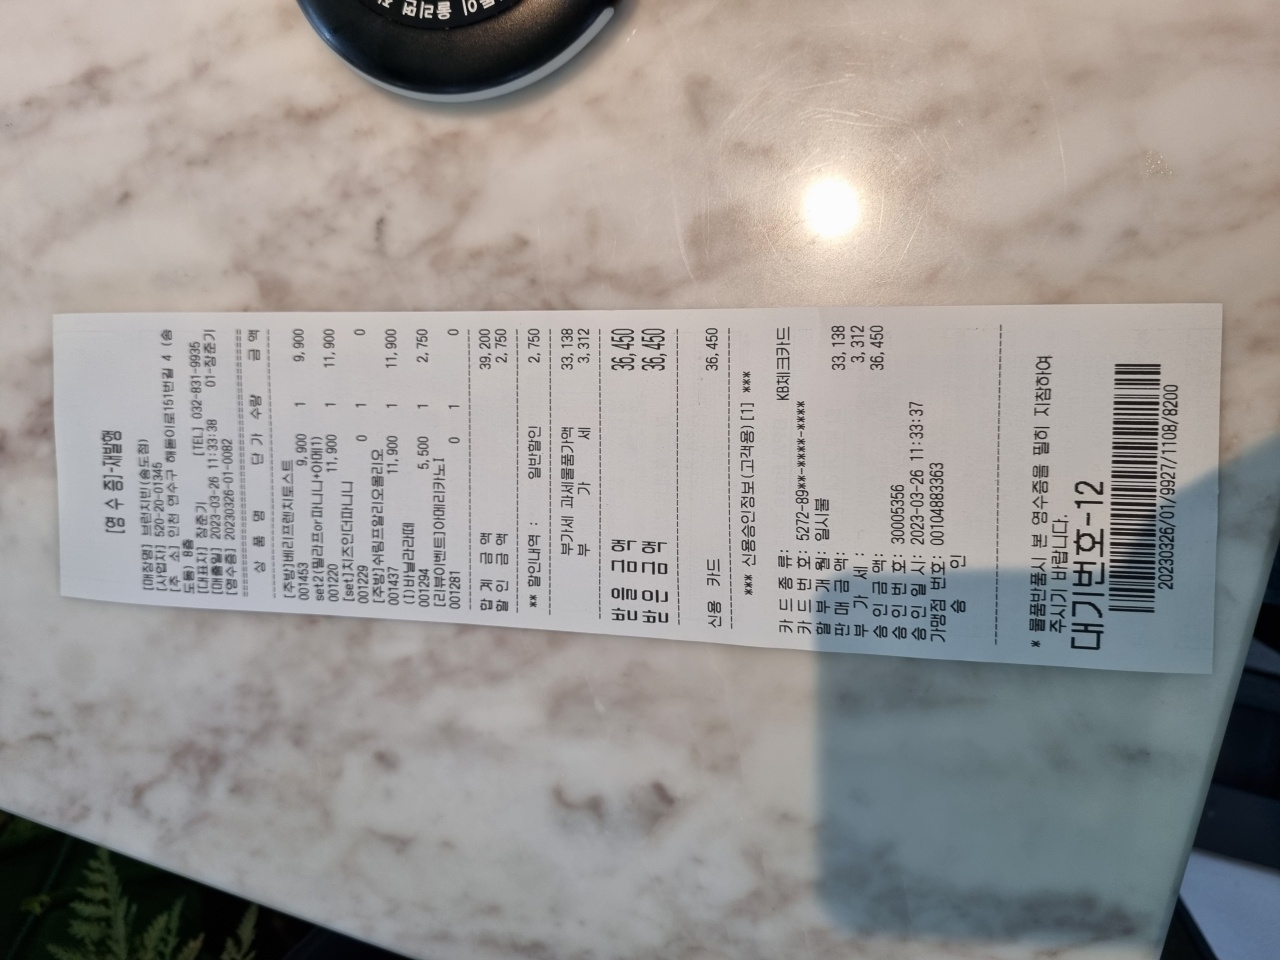 [영 수 증]-재발행
[매장명] 브런치빈(송도점)
[사업자] 520-20-01345
[주 소] 인천 연수구 해돋이로151번길 4 (송
도동) 8층
[대표자] 장준기 [TEL] 032-831-9935
[매출일] 2023-03-26 11:33:38 01-장준기
[영수증] 20230326-01-0082
상 품 명 단 가 수량 금 액
[주방]베리프렌치토스트
001453 9,900 1 9,900
set2(필라프or파니니+아메1)
001220 11,900 1 11,900
[set]치즈인더파니니
001229 0 1 0
[주방]쉬림프알리오올리오
001437 11,900 1 11,900
(I)바닐라라떼
001294 5,500 1 2,750
[리뷰이벤트]아메리카노I
001281 0 1 0
합 계 금 액 39,200
할 인 금 액 2,750
** 할인내역 : 일반할인 2,750
부가세 과세물품가액 33,138
부 가 세 3,312
받을금액 36,450
받은금액 36,450
신용 카드 36,450
*** 신용승인정보(고객용) [1] ***
카 드 종 류: KB체크카드
카 드 번 호: 5272-89**-****-****
할 부 개 월: 일시불
판 매 금 액: 33,138
부 가 세: 3,312
승 인 금 액: 36,450
승 인 번 호: 30005356
승 인 일 시: 2023-03-26 11:33:37
가맹점 번호: 00104883363
승 인
* 물품반품시 본 영수증을 필히 지참하여
주시기 바랍니다.
대기번호-12
20230326/01/9927/1108/8200